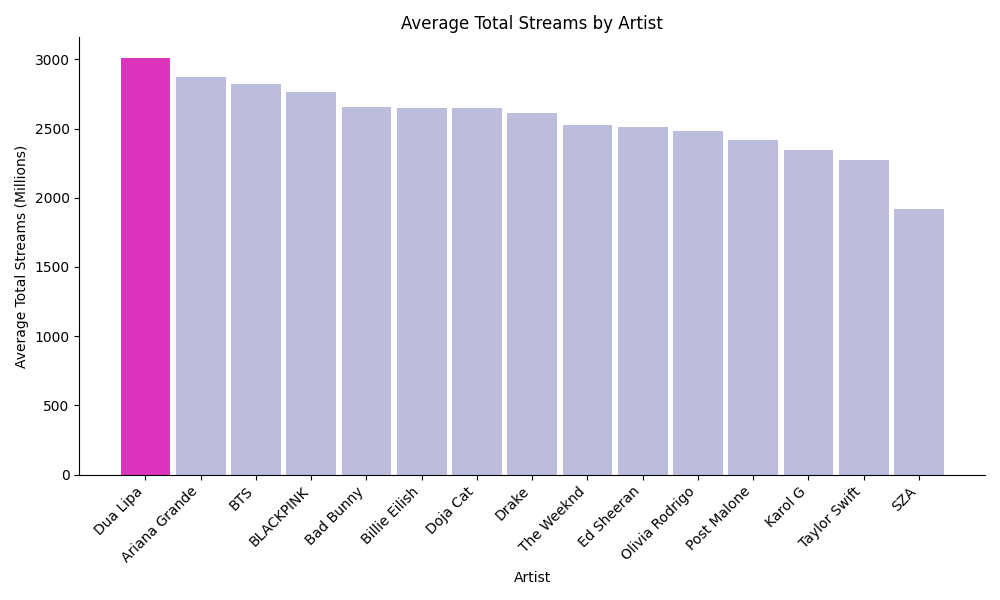 Average Total Streams by Artist
Average Total Streams (Millions)
3000
2500
2000
1500
1000
500
0
Dua Lipa
Ariana Grande
BTS
BLACKPINK
Bad Bunny
Billie Eilish
Doja Cat
Drake
The Weeknd
Ed Sheeran
Olivia Rodrigo
Post Malone
Karol G
Taylor Swift
SZA
Artist